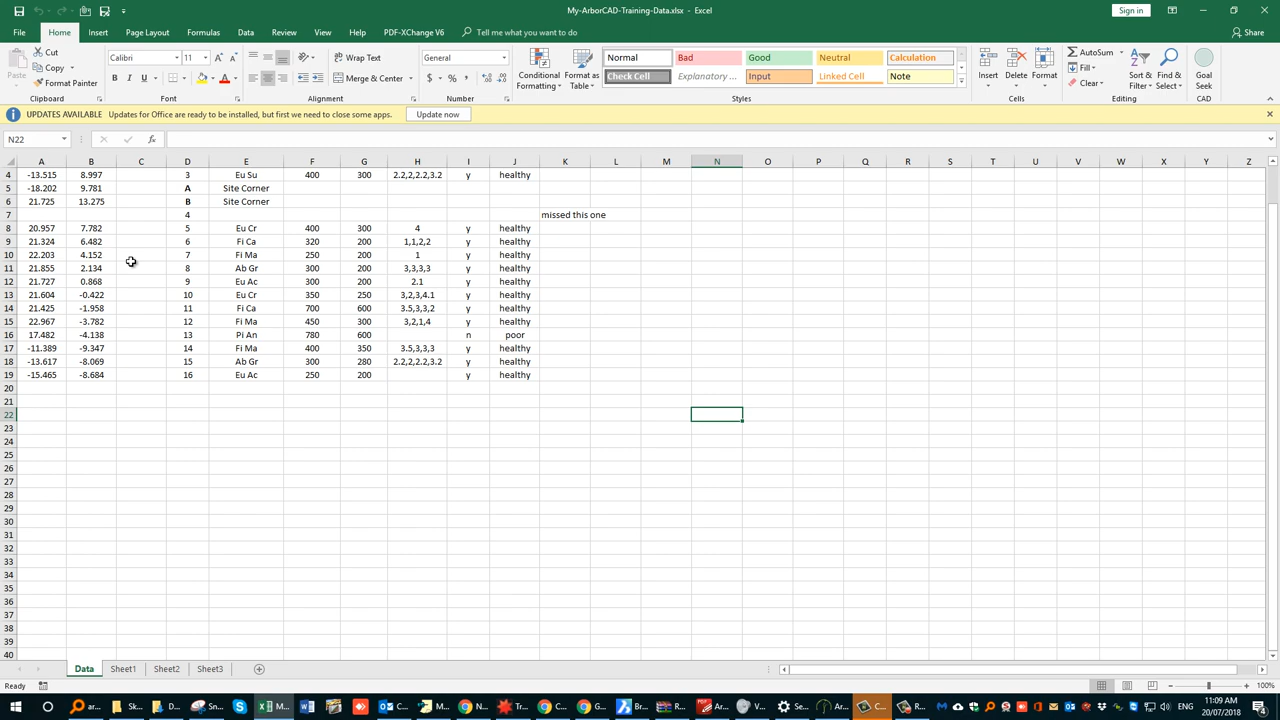 My-ArborCAD-Training-Data.xlsx - Excel
Sign in
File Home Insert Page Layout Formulas Data Review View Help PDF-XChange V6 Tell me what you want to do Share
Cut
Copy
Format Painter
Paste
Clipboard
Calibri 11
B I U
Font
Wrap Text
Merge & Center
Alignment
General
$ % ,
Number
Conditional Formatting
Format as Table
Normal Bad Good Neutral Calculation
Check Cell Explanatory ... Input Linked Cell Note
Styles
Insert Delete Format
Cells
AutoSum
Fill
Clear
Sort & Filter
Find & Select
Editing
Goal Seek
CAD
UPDATES AVAILABLE Updates for Office are ready to be installed, but first we need to close some apps. Update now
N22 fx
A B C D E F G H I J K L M N O P Q R S T U V W X Y Z
4 -13.515 8.997 3 Eu Su 400 300 2.2,2,2.2,3.2 y healthy
5 -18.202 9.781 A Site Corner
6 21.725 13.275 B Site Corner
7 4 missed this one
8 20.957 7.782 5 Eu Cr 400 300 4 y healthy
9 21.324 6.482 6 Fi Ca 320 200 1,1,2,2 y healthy
10 22.203 4.152 7 Fi Ma 250 200 1 y healthy
11 21.855 2.134 8 Ab Gr 300 200 3,3,3,3 y healthy
12 21.727 0.868 9 Eu Ac 300 200 2.1 y healthy
13 21.604 -0.422 10 Eu Cr 350 250 3,2,3,4.1 y healthy
14 21.425 -1.958 11 Fi Ca 700 600 3.5,3,3,2 y healthy
15 22.967 -3.782 12 Fi Ma 450 300 3,2,1,4 y healthy
16 17.482 -4.138 13 Pi An 780 600 n poor
17 -11.389 -9.347 14 Fi Ma 400 350 3.5,3,3,3 y healthy
18 -13.617 -8.069 15 Ab Gr 300 280 2.2,2,2.2,3.2 y healthy
19 -15.465 -8.684 16 Eu Ac 250 200 y healthy
20
21
22
23
24
25
26
27
28
29
30
31
32
33
34
35
36
37
38
39
40
Data Sheet1 Sheet2 Sheet3
Ready 100%
ar... Sk... D... Sn... M... C... N... G... G... Tr... Ar... R... N... V... Se... Ar... C... R... 11:09 AM
20/07/2018